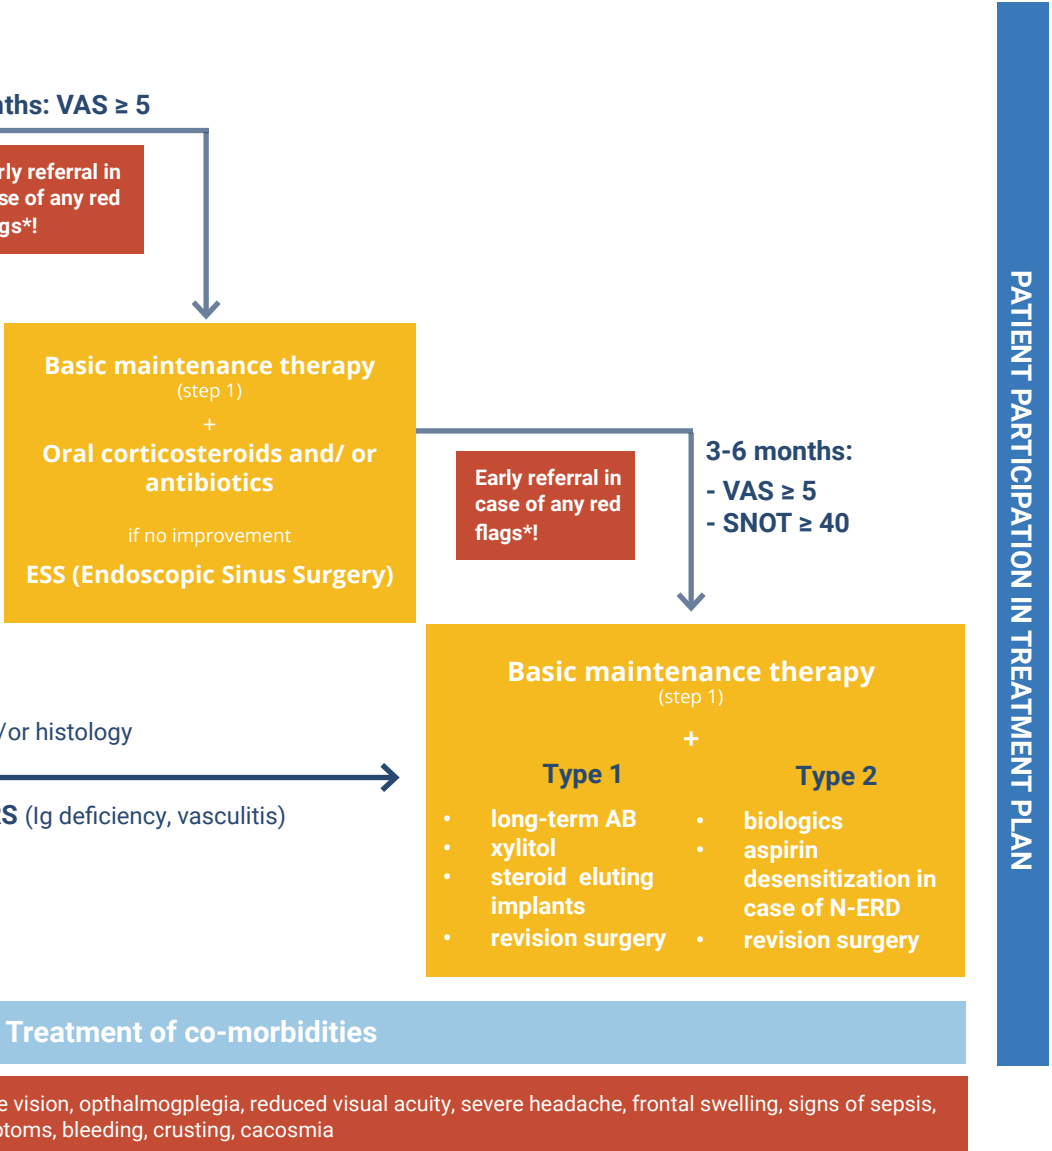 nths: VAS ≥ 5
rly referral in
se of any red
gs*!
Basic maintenance therapy
(step 1)
+
Oral corticosteroids and/ or
antibiotics
if no improvement
ESS (Endoscopic Sinus Surgery)
Early referral in
case of any red
flags*!
3-6 months:
- VAS ≥ 5
- SNOT ≥ 40
/or histology
RS (Ig deficiency, vasculitis)
Basic maintenance therapy
(step 1)
+
Type 1
• long-term AB
• xylitol
• steroid eluting
implants
• revision surgery
Type 2
• biologics
• aspirin
desensitization in
case of N-ERD
• revision surgery
Treatment of co-morbidities
e vision, opthalmogplegia, reduced visual acuity, severe headache, frontal swelling, signs of sepsis,
ptoms, bleeding, crusting, cacosmia
PATIENT PARTICIPATION IN TREATMENT PLAN